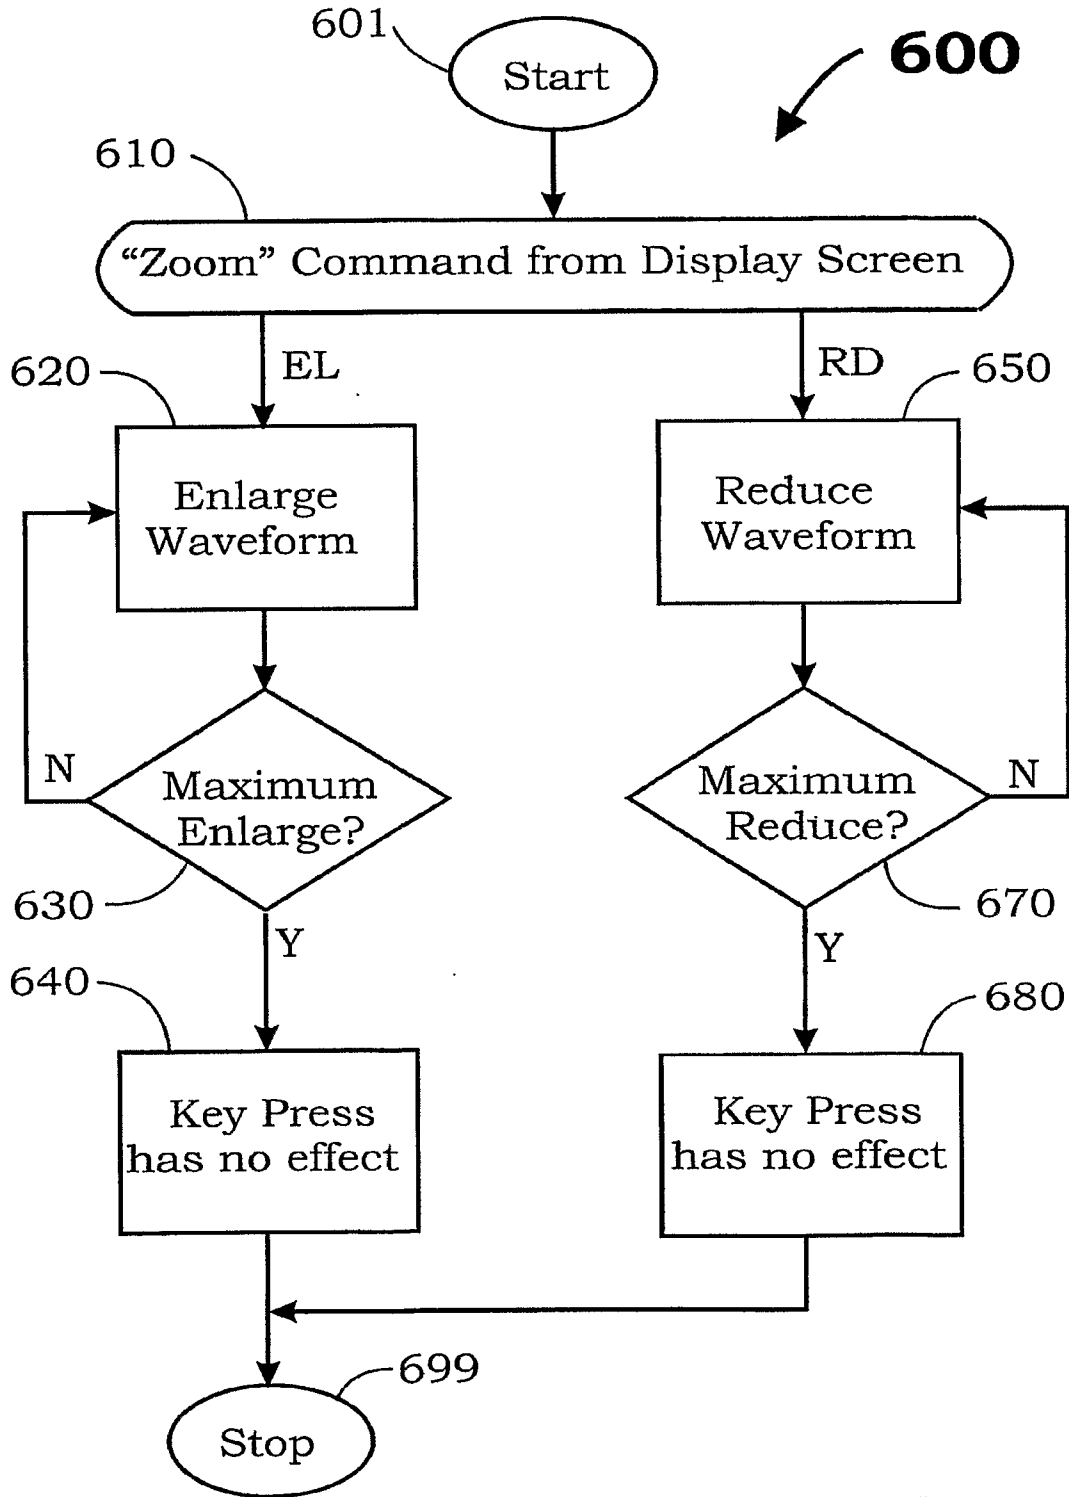 601
Start
600
610
“Zoom” Command from Display Screen
620
EL
RD
650
Enlarge
Waveform
Reduce
Waveform
N
Maximum
Enlarge?
Maximum
Reduce?
N
630
Y
670
Y
640
680
Key Press
has no effect
Key Press
has no effect
699
Stop